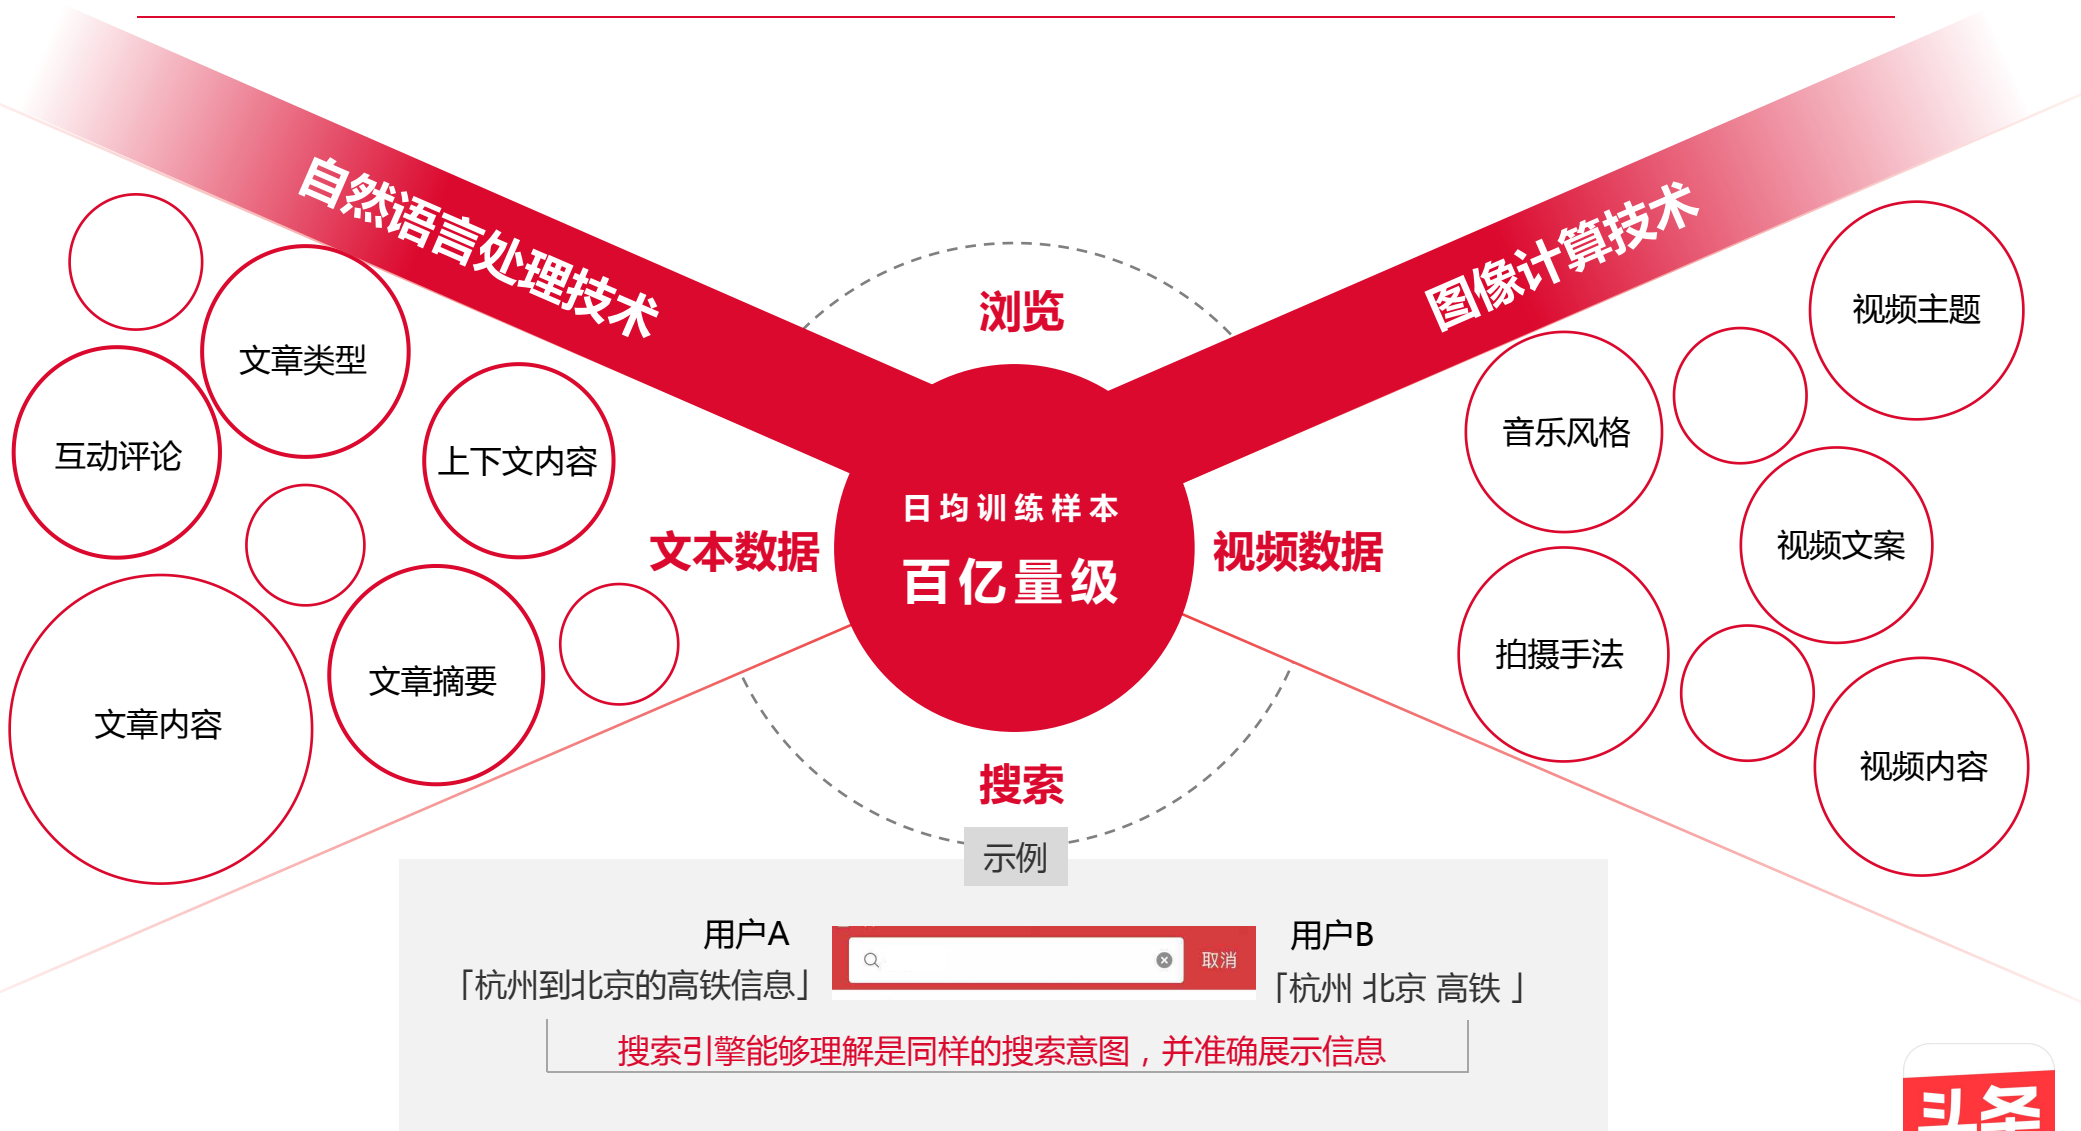 自然语言处理技术
图像计算技术
浏览
文章类型
互动评论
上下文内容
文章摘要
文章内容
文本数据
日均训练样本
百亿量级
视频数据
视频主题
音乐风格
视频文案
拍摄手法
视频内容
搜索
示例
用户A
「杭州到北京的高铁信息」
取消
用户B
「杭州 北京 高铁 」
搜索引擎能够理解是同样的搜索意图，并准确展示信息
头条